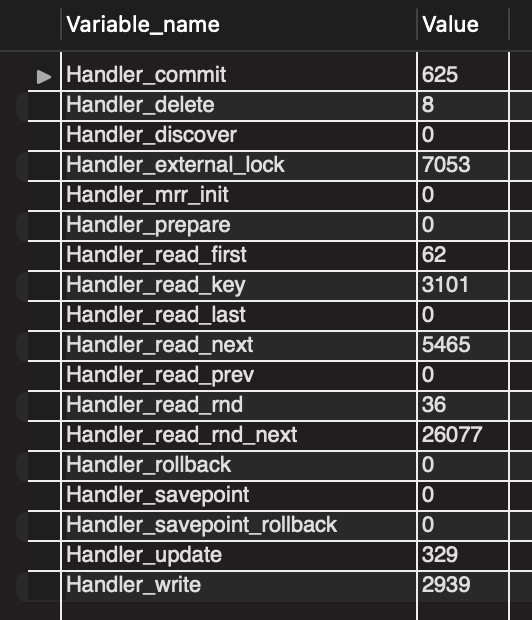 Variable_name Value
Handler_commit 625
Handler_delete 8
Handler_discover 0
Handler_external_lock 7053
Handler_mrr_init 0
Handler_prepare 0
Handler_read_first 62
Handler_read_key 3101
Handler_read_last 0
Handler_read_next 5465
Handler_read_prev 0
Handler_read_rnd 36
Handler_read_rnd_next 26077
Handler_rollback 0
Handler_savepoint 0
Handler_savepoint_rollback 0
Handler_update 329
Handler_write 2939